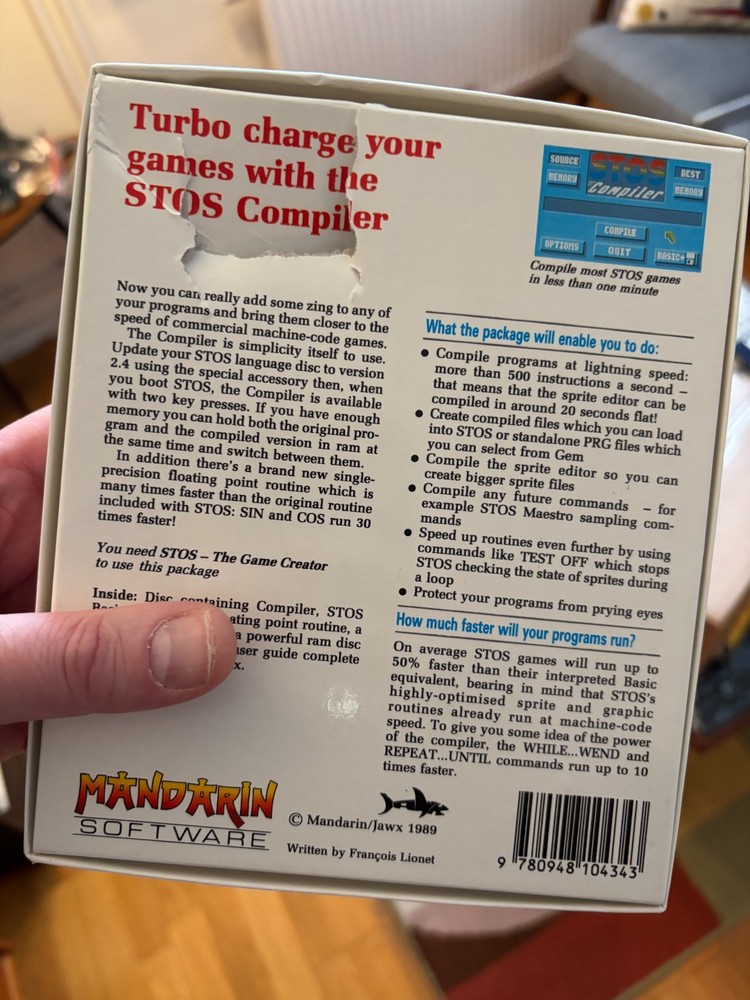 Turbo charge your
games with the
STOS Compiler
SOURCE
MEMORY
STOS
Compiler
DEST
MEMORY
COMPILE
OPTIONS
QUIT
BASIC+
Compile most STOS games
in less than one minute
Now you can really add some zing to any of
your programs and bring them closer to the
speed of commercial machine-code games.
The Compiler is simplicity itself to use.
Update your STOS language disc to version
2.4 using the special accessory then, when
you boot STOS, the Compiler is available
with two key presses. If you have enough
memory you can hold both the original pro-
gram and the compiled version in ram at
the same time and switch between them.
In addition there's a brand new single-
precision floating point routine which is
many times faster than the original routine
included with STOS: SIN and COS run 30
times faster!
You need STOS – The Game Creator
to use this package
Inside: Disc containing Compiler, STOS
ating point routine, a
a powerful ram disc
user guide complete
x.
What the package will enable you to do:
• Compile programs at lightning speed:
more than 500 instructions a second –
that means that the sprite editor can be
compiled in around 20 seconds flat!
• Create compiled files which you can load
into STOS or standalone PRG files which
you can select from Gem
• Compile the sprite editor so you can
create bigger sprite files
• Compile any future commands – for
example STOS Maestro sampling com-
mands
• Speed up routines even further by using
commands like TEST OFF which stops
STOS checking the state of sprites during
a loop
• Protect your programs from prying eyes
How much faster will your programs run?
On average STOS games will run up to
50% faster than their interpreted Basic
equivalent, bearing in mind that STOS's
highly-optimised sprite and graphic
routines already run at machine-code
speed. To give you some idea of the power
of the compiler, the WHILE...WEND and
REPEAT...UNTIL commands run up to 10
times faster.
MANDARIN
SOFTWARE
JAWX
© Mandarin/Jawx 1989
Written by François Lionet
9 780948 104343